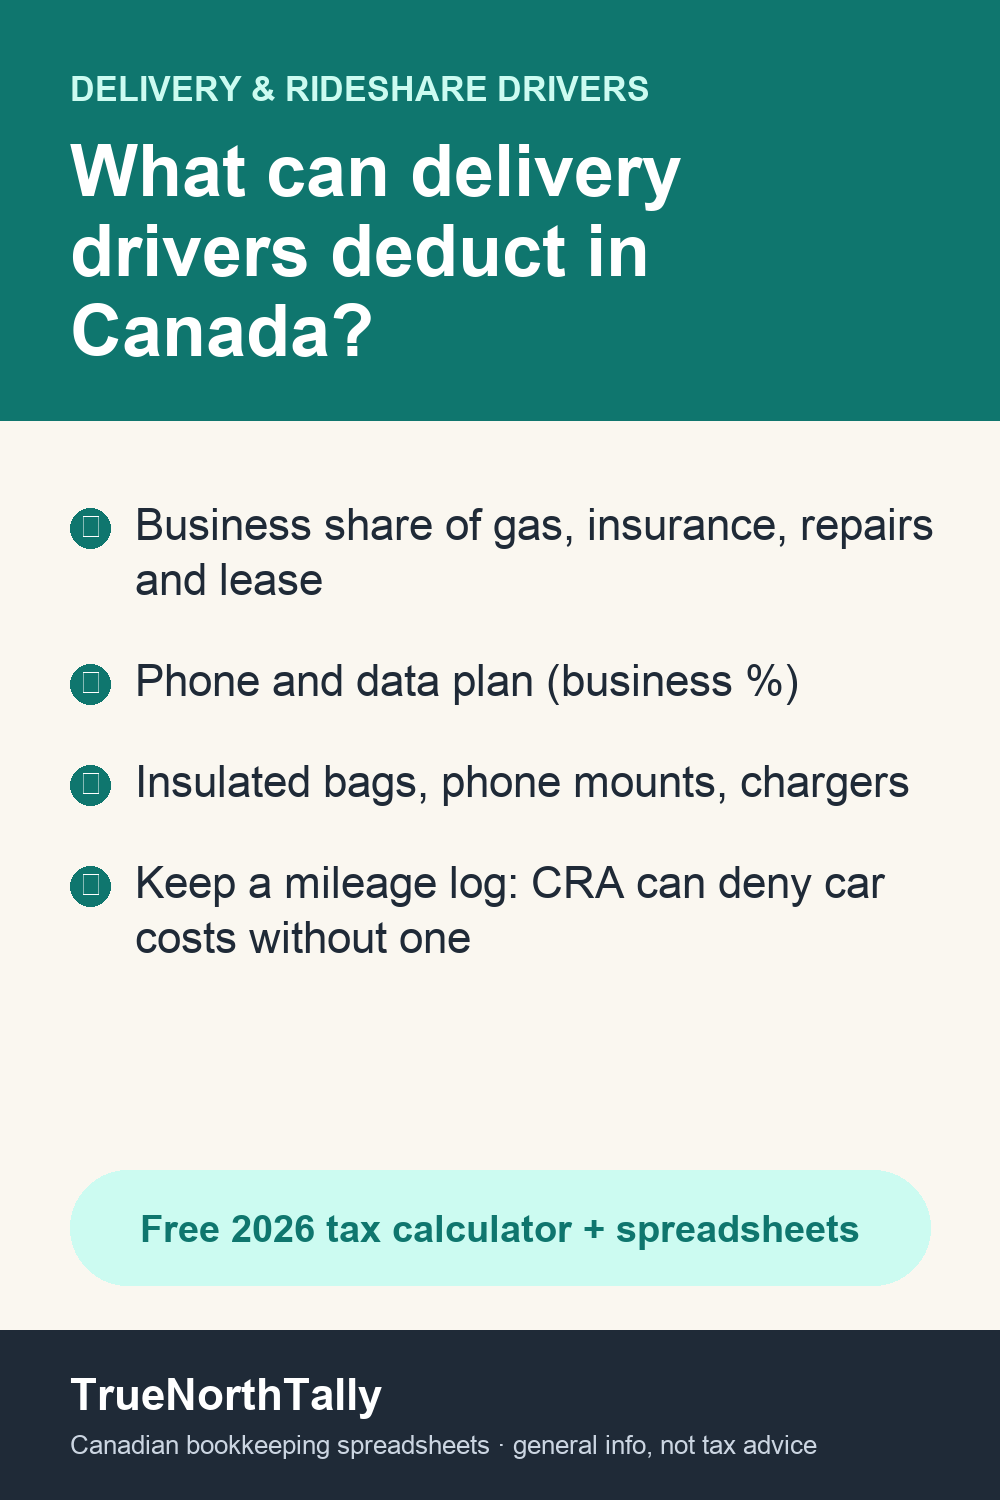 DELIVERY & RIDESHARE DRIVERS
What can delivery
drivers deduct in
Canada?
Business share of gas, insurance, repairs
and lease
Phone and data plan (business %)
Insulated bags, phone mounts, chargers
Keep a mileage log: CRA can deny car
costs without one
Free 2026 tax calculator + spreadsheets
TrueNorthTally
Canadian bookkeeping spreadsheets · general info, not tax advice